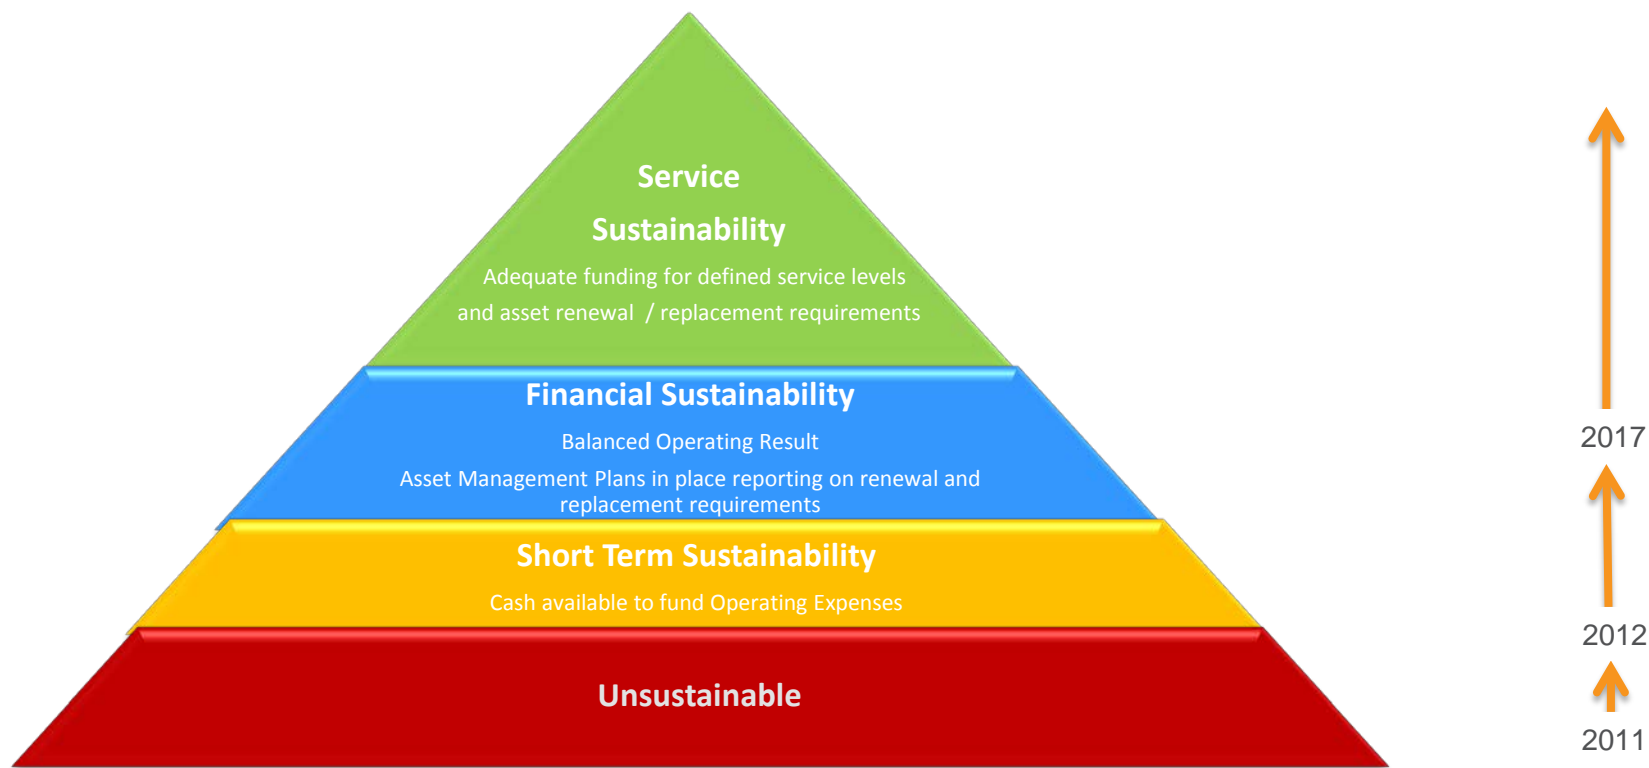 Service
Sustainability
Adequate funding for defined service levels
and asset renewal / replacement requirements
Financial Sustainability
Balanced Operating Result
Asset Management Plans in place reporting on renewal and
replacement requirements
Short Term Sustainability
Cash available to fund Operating Expenses
Unsustainable
2017
2012
2011